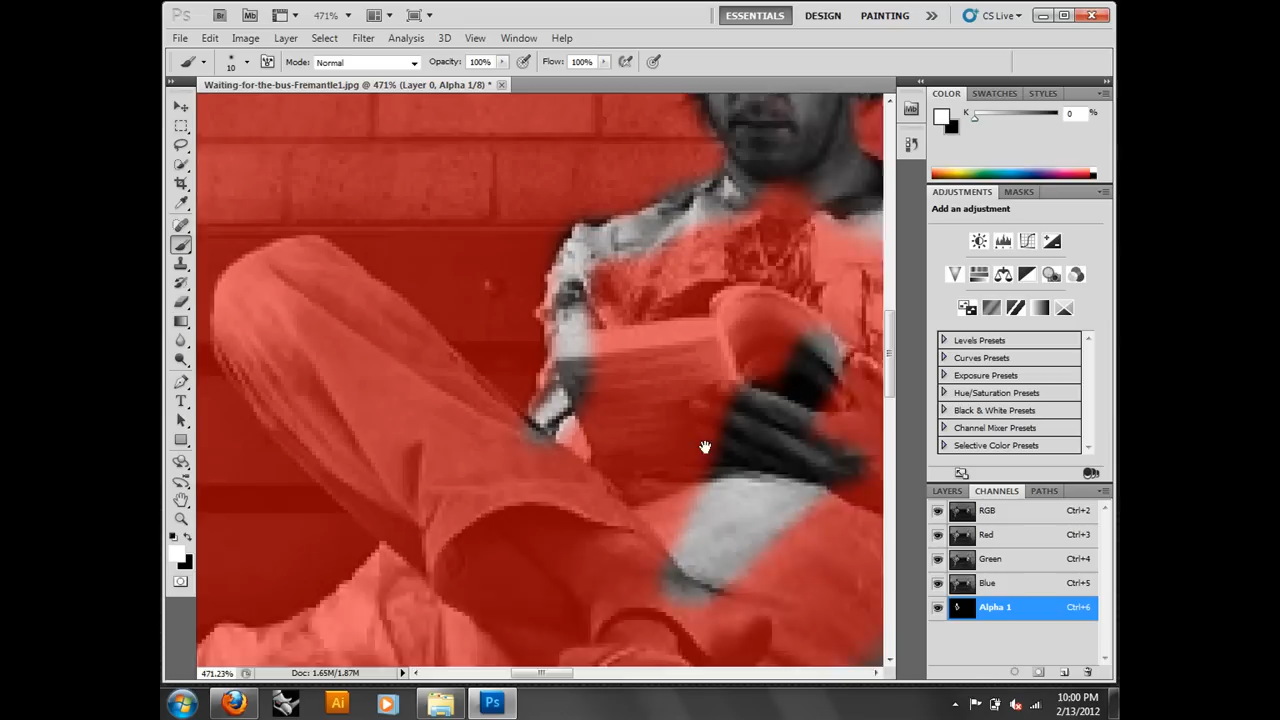 Ps Br Mb 471% ESSENTIALS DESIGN PAINTING CS Live
File Edit Image Layer Select Filter Analysis 3D View Window Help
10 Mode: Normal Opacity: 100% Flow: 100%
Waiting-for-the-bus-Fremantle1.jpg @ 471% (Layer 0, Alpha 1/8) *
COLOR SWATCHES STYLES
K 0 %
ADJUSTMENTS MASKS
Add an adjustment
Levels Presets
Curves Presets
Exposure Presets
Hue/Saturation Presets
Black & White Presets
Channel Mixer Presets
Selective Color Presets
LAYERS CHANNELS PATHS
RGB Ctrl+2
Red Ctrl+3
Green Ctrl+4
Blue Ctrl+5
Alpha 1 Ctrl+6
471.23% Doc: 1.65M/1.87M
Ai Ps
10:00 PM
2/13/2012